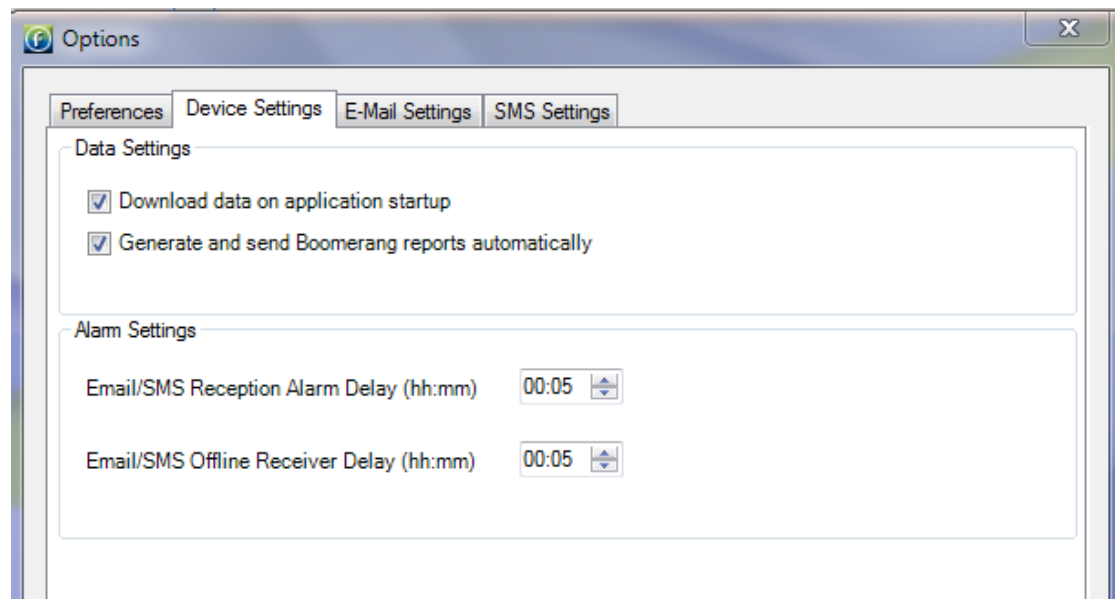 Options
Preferences Device Settings E-Mail Settings SMS Settings
Data Settings
Download data on application startup
Generate and send Boomerang reports automatically
Alarm Settings
Email/SMS Reception Alarm Delay (hh:mm) 00:05
Email/SMS Offline Receiver Delay (hh:mm) 00:05